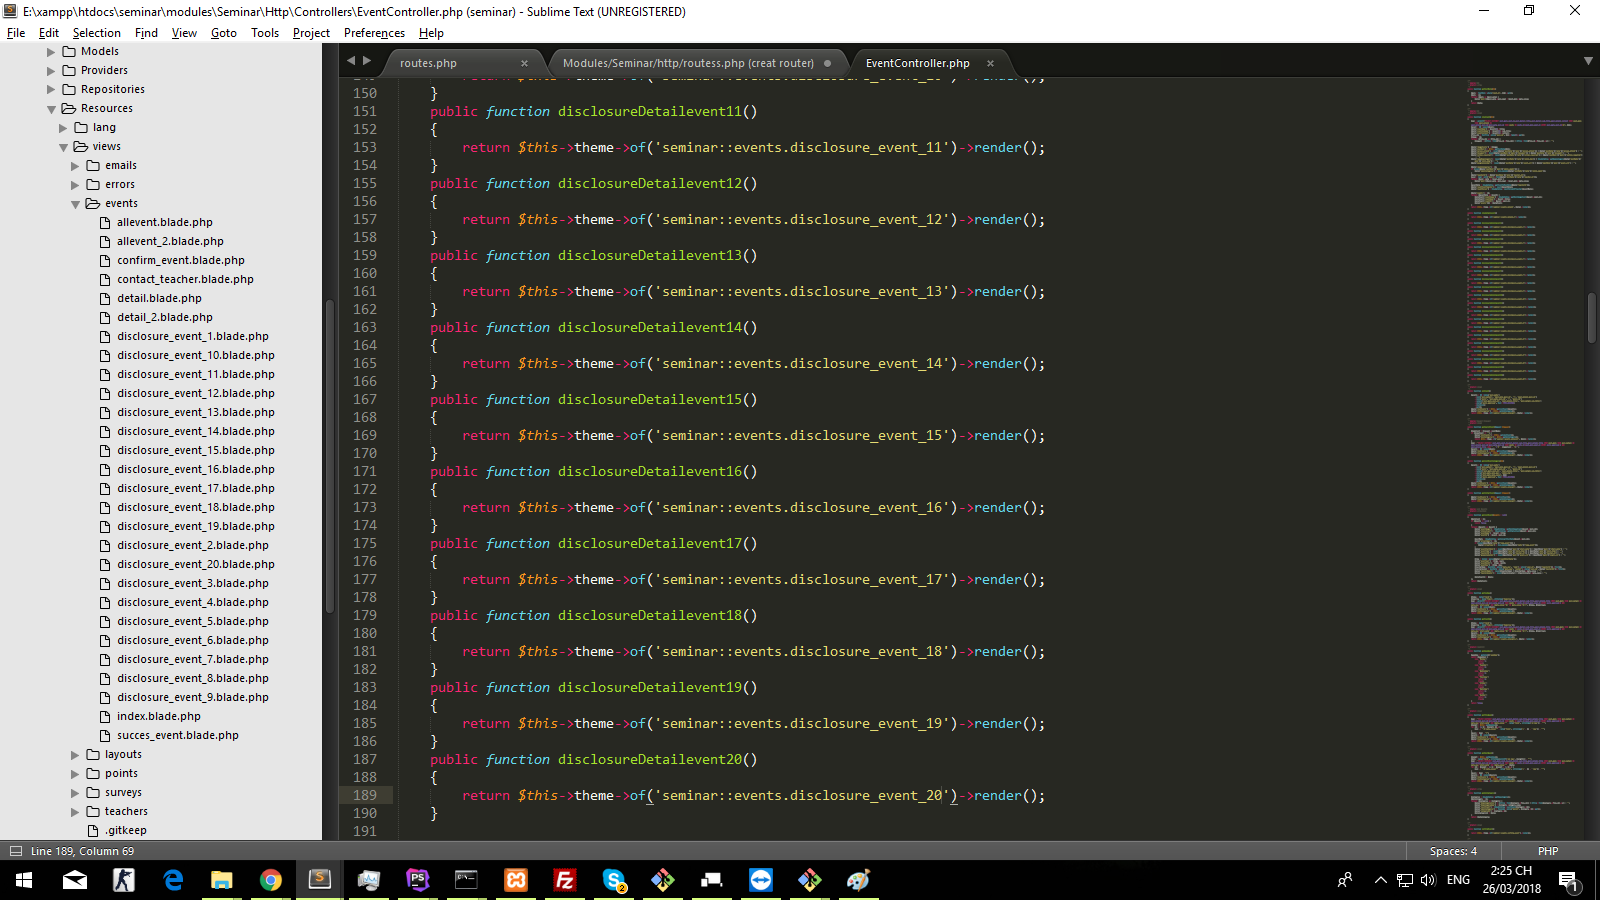 E:\xampp\htdocs\seminar\modules\Seminar\Http\Controllers\EventController.php (seminar) - Sublime Text (UNREGISTERED)
File Edit Selection Find View Goto Tools Project Preferences Help
Models
Providers
Repositories
Resources
lang
views
emails
errors
events
allevent.blade.php
allevent_2.blade.php
confirm_event.blade.php
contact_teacher.blade.php
detail.blade.php
detail_2.blade.php
disclosure_event_1.blade.php
disclosure_event_10.blade.php
disclosure_event_11.blade.php
disclosure_event_12.blade.php
disclosure_event_13.blade.php
disclosure_event_14.blade.php
disclosure_event_15.blade.php
disclosure_event_16.blade.php
disclosure_event_17.blade.php
disclosure_event_18.blade.php
disclosure_event_19.blade.php
disclosure_event_2.blade.php
disclosure_event_20.blade.php
disclosure_event_3.blade.php
disclosure_event_4.blade.php
disclosure_event_5.blade.php
disclosure_event_6.blade.php
disclosure_event_7.blade.php
disclosure_event_8.blade.php
disclosure_event_9.blade.php
index.blade.php
succes_event.blade.php
layouts
points
surveys
teachers
.gitkeep
routes.php × Modules/Seminar/http/routess.php (creat router) EventController.php ×
150 }
151 public function disclosureDetailevent11()
152 {
153 return $this->theme->of('seminar::events.disclosure_event_11')->render();
154 }
155 public function disclosureDetailevent12()
156 {
157 return $this->theme->of('seminar::events.disclosure_event_12')->render();
158 }
159 public function disclosureDetailevent13()
160 {
161 return $this->theme->of('seminar::events.disclosure_event_13')->render();
162 }
163 public function disclosureDetailevent14()
164 {
165 return $this->theme->of('seminar::events.disclosure_event_14')->render();
166 }
167 public function disclosureDetailevent15()
168 {
169 return $this->theme->of('seminar::events.disclosure_event_15')->render();
170 }
171 public function disclosureDetailevent16()
172 {
173 return $this->theme->of('seminar::events.disclosure_event_16')->render();
174 }
175 public function disclosureDetailevent17()
176 {
177 return $this->theme->of('seminar::events.disclosure_event_17')->render();
178 }
179 public function disclosureDetailevent18()
180 {
181 return $this->theme->of('seminar::events.disclosure_event_18')->render();
182 }
183 public function disclosureDetailevent19()
184 {
185 return $this->theme->of('seminar::events.disclosure_event_19')->render();
186 }
187 public function disclosureDetailevent20()
188 {
189 return $this->theme->of('seminar::events.disclosure_event_20')->render();
190 }
191
Line 189, Column 69 Spaces: 4 PHP
ENG 2:25 CH
26/03/2018